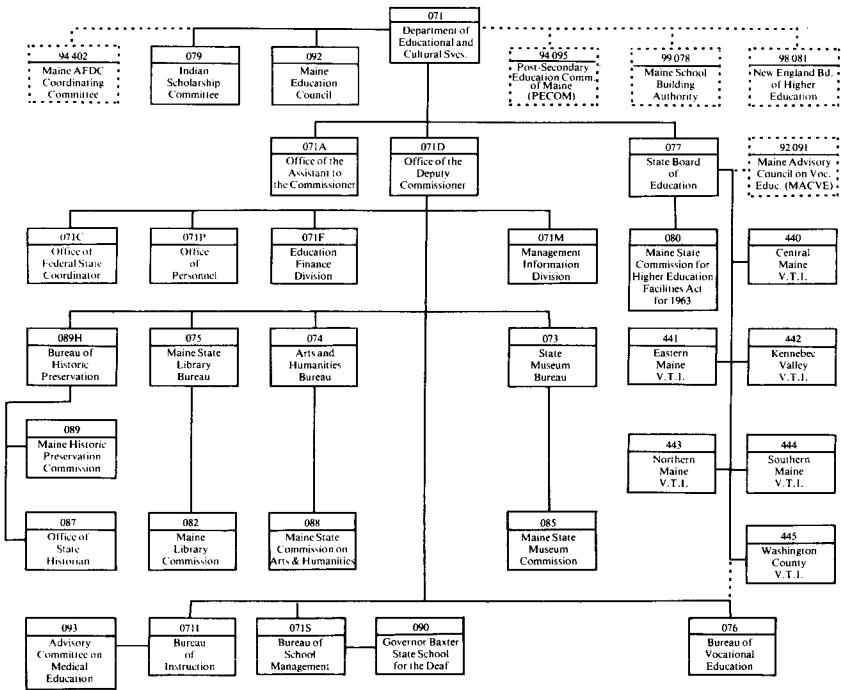 071
Department of
Educational and
Cultural Svcs.
94 402
Maine AFDC
Coordinating
Committee
079
Indian
Scholarship
Committee
092
Maine
Education
Council
94 095
Post-Secondary
Education Comm.
of Maine
(PECOM)
99 078
Maine School
Building
Authority
98 081
New England Bd.
of Higher
Education
071A
Office of the
Assistant to
the Commissioner
071D
Office of the
Deputy
Commissioner
077
State Board
of
Education
92 091
Maine Advisory
Council on Voc.
Educ. (MACVE)
071C
Office of
Federal State
Coordinator
071P
Office
of
Personnel
071F
Education
Finance
Division
071M
Management
Information
Division
080
Maine State
Commission for
Higher Education
Facilities Act
for 1963
440
Central
Maine
V.T.I.
089H
Bureau of
Historic
Preservation
075
Maine State
Library
Bureau
074
Arts and
Humanities
Bureau
073
State
Museum
Bureau
441
Eastern
Maine
V.T.I.
442
Kennebec
Valley
V.T.I.
089
Maine Historic
Preservation
Commission
443
Northern
Maine
V.T.I.
444
Southern
Maine
V.T.I.
087
Office of
State
Historian
082
Maine
Library
Commission
088
Maine State
Commission on
Arts & Humanities
085
Maine State
Museum
Commission
445
Washington
County
V.T.I.
093
Advisory
Committee on
Medical
Education
071I
Bureau
of
Instruction
071S
Bureau of
School
Management
090
Governor Baxter
State School
for the Deaf
076
Bureau of
Vocational
Education